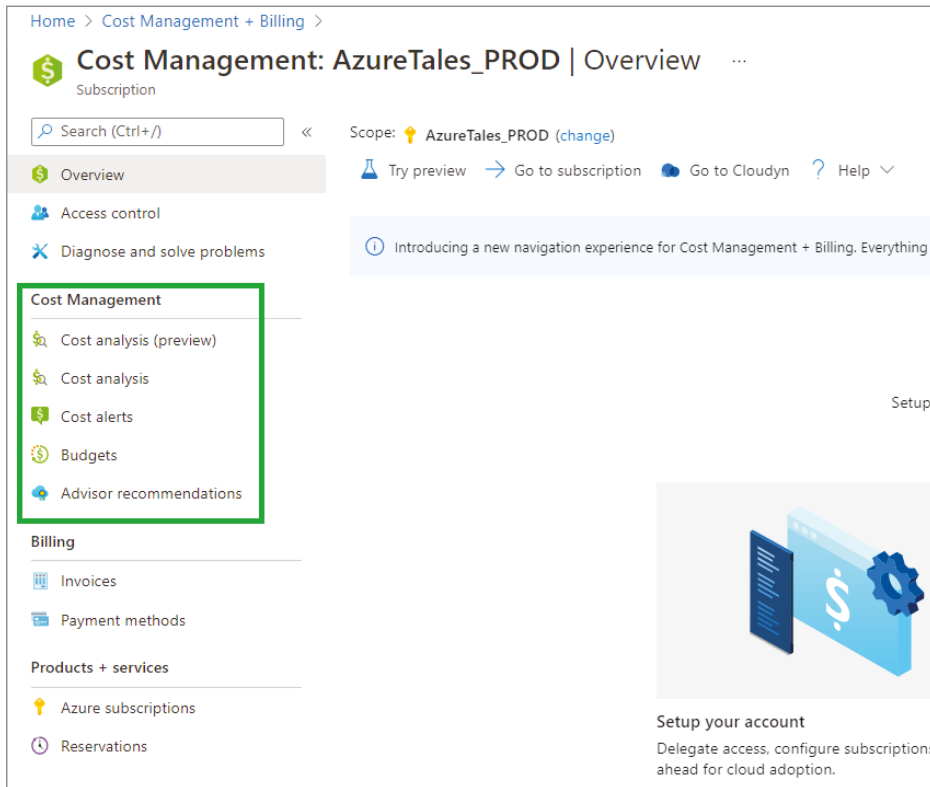 Home > Cost Management + Billing >
Cost Management: AzureTales_PROD | Overview ...
Subscription
Search (Ctrl+/) «
Overview
Access control
Diagnose and solve problems
Cost Management
Cost analysis (preview)
Cost analysis
Cost alerts
Budgets
Advisor recommendations
Billing
Invoices
Payment methods
Products + services
Azure subscriptions
Reservations
Scope: AzureTales_PROD (change)
Try preview Go to subscription Go to Cloudyn ? Help
Introducing a new navigation experience for Cost Management + Billing. Everything
Setup
Setup your account
Delegate access, configure subscriptions
ahead for cloud adoption.